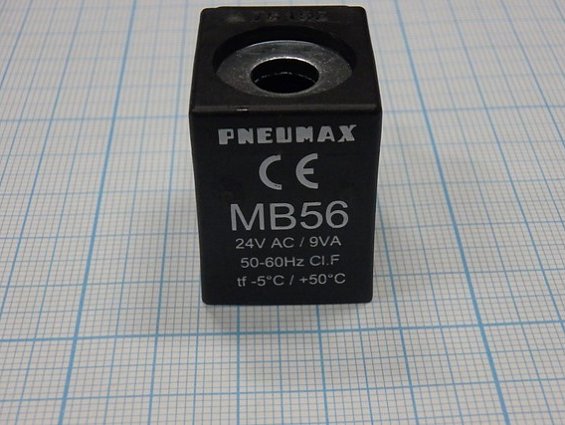 PNEUMAX
CE
MB56
24V AC / 9VA
50-60Hz Cl.F
tf -5°C / +50°C